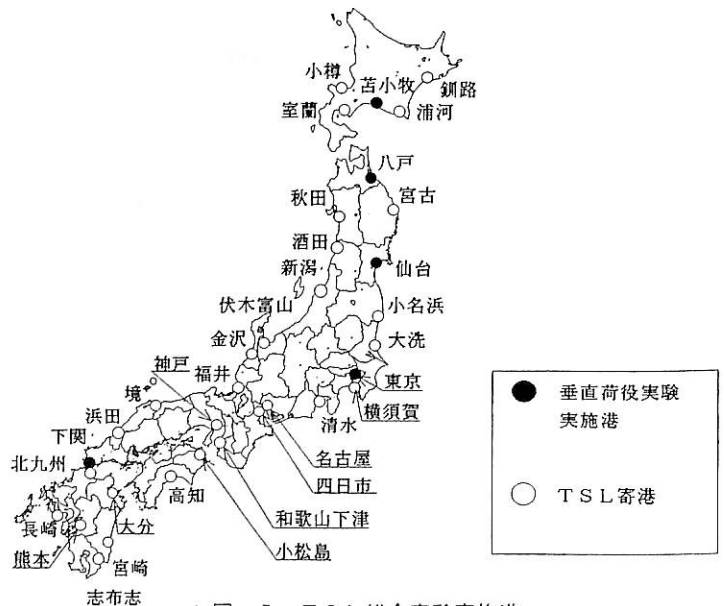 小樽
苫小牧
釧路
室蘭
浦河
八戸
秋田
宮古
酒田
仙台
新潟
小名浜
伏木富山
大洗
金沢
神戸
福井
東京
境
横須賀
浜田
清水
下関
名古屋
北九州
四日市
高知
和歌山下津
長崎
大分
小松島
熊本
宮崎
志布志
垂直荷役実験
実施港
TSL寄港